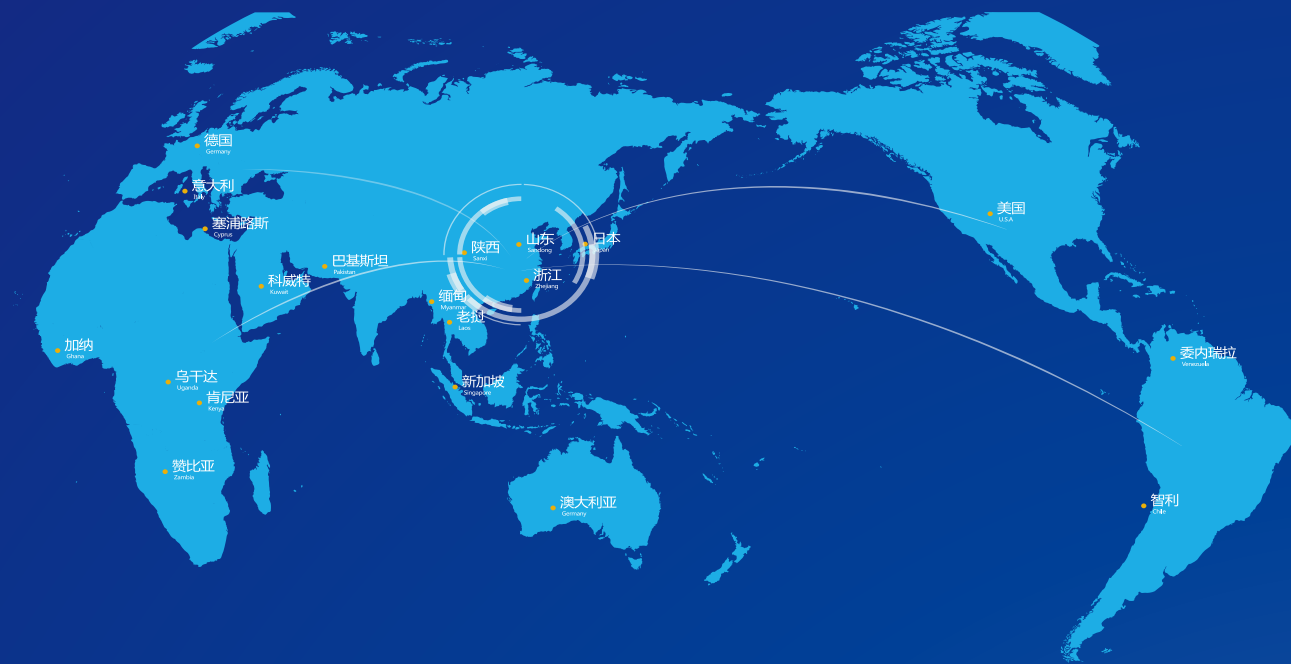 德国
Germany
意大利
Italy
塞浦路斯
Cyprus
山东
Sandong
日本
Japan
陕西
Sanxi
巴基斯坦
Pakistan
科威特
Kuwait
浙江
Zhejiang
缅甸
Myanmar
老挝
Laos
美国
U.S.A
加纳
Ghana
乌干达
Uganda
肯尼亚
Kenya
新加坡
Singapore
委内瑞拉
赞比亚
Zambia
澳大利亚
Germany
智利
Chile